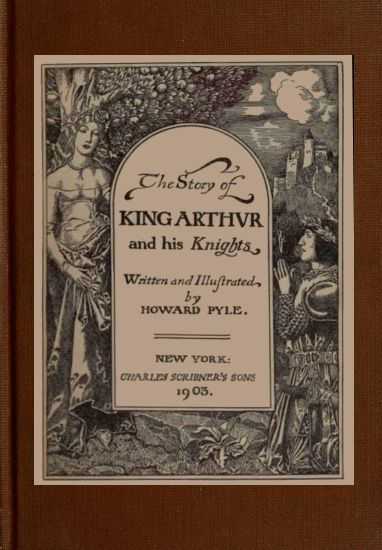 The Story of
KING ARTHVR
and his Knights
Written and Illustrated
by
HOWARD PYLE.
NEW YORK:
CHARLES SCRIBNER'S SONS
1903.